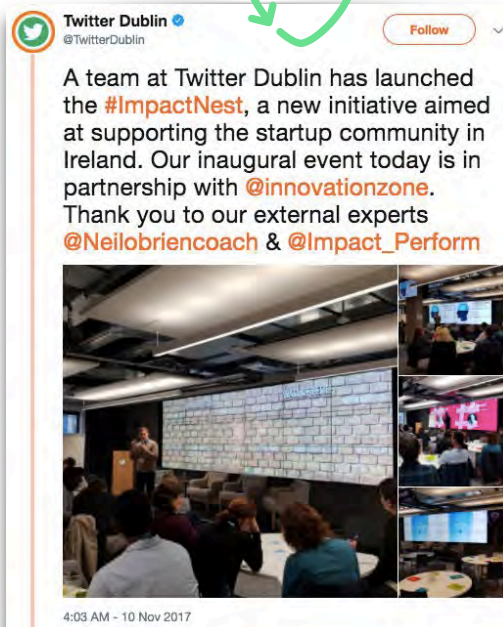 Twitter Dublin
@TwitterDublin
Follow
A team at Twitter Dublin has launched
the #ImpactNest, a new initiative aimed
at supporting the startup community in
Ireland. Our inaugural event today is in
partnership with @innovationzone.
Thank you to our external experts
@Neilobriencoach & @Impact_Perform
4:03 AM - 10 Nov 2017